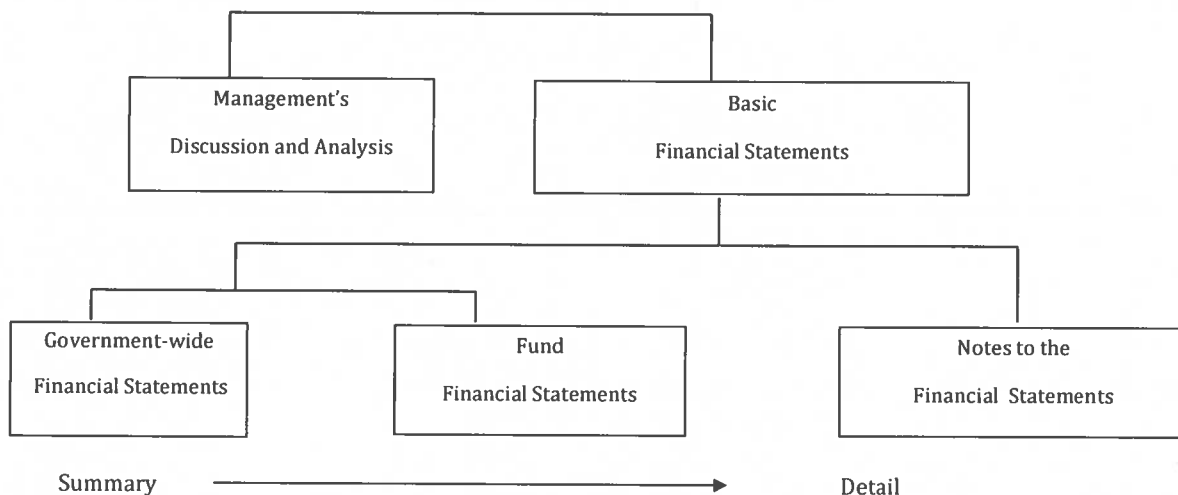 Management's
Discussion and Analysis
Basic
Financial Statements
Government-wide
Financial Statements
Fund
Financial Statements
Notes to the
Financial Statements
Summary
Detail